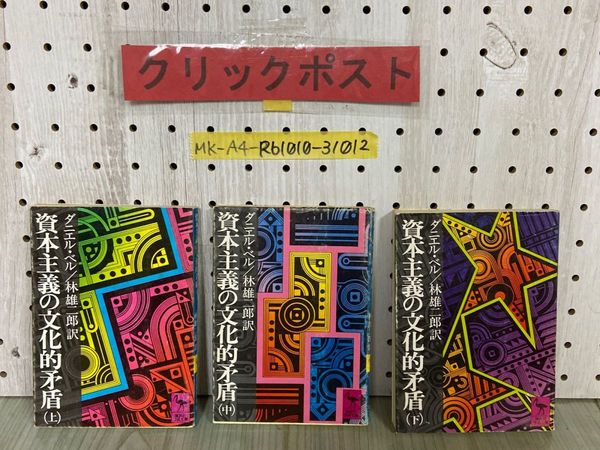 クリックポスト
MK-A4-R61010-31012
ダニエル・ベル/林雄二郎訳
資本主義の文化的矛盾(上)
ダニエル・ベル/林雄二郎訳
資本主義の文化的矛盾(中)
ダニエル・ベル/林雄二郎訳
資本主義の文化的矛盾(下)